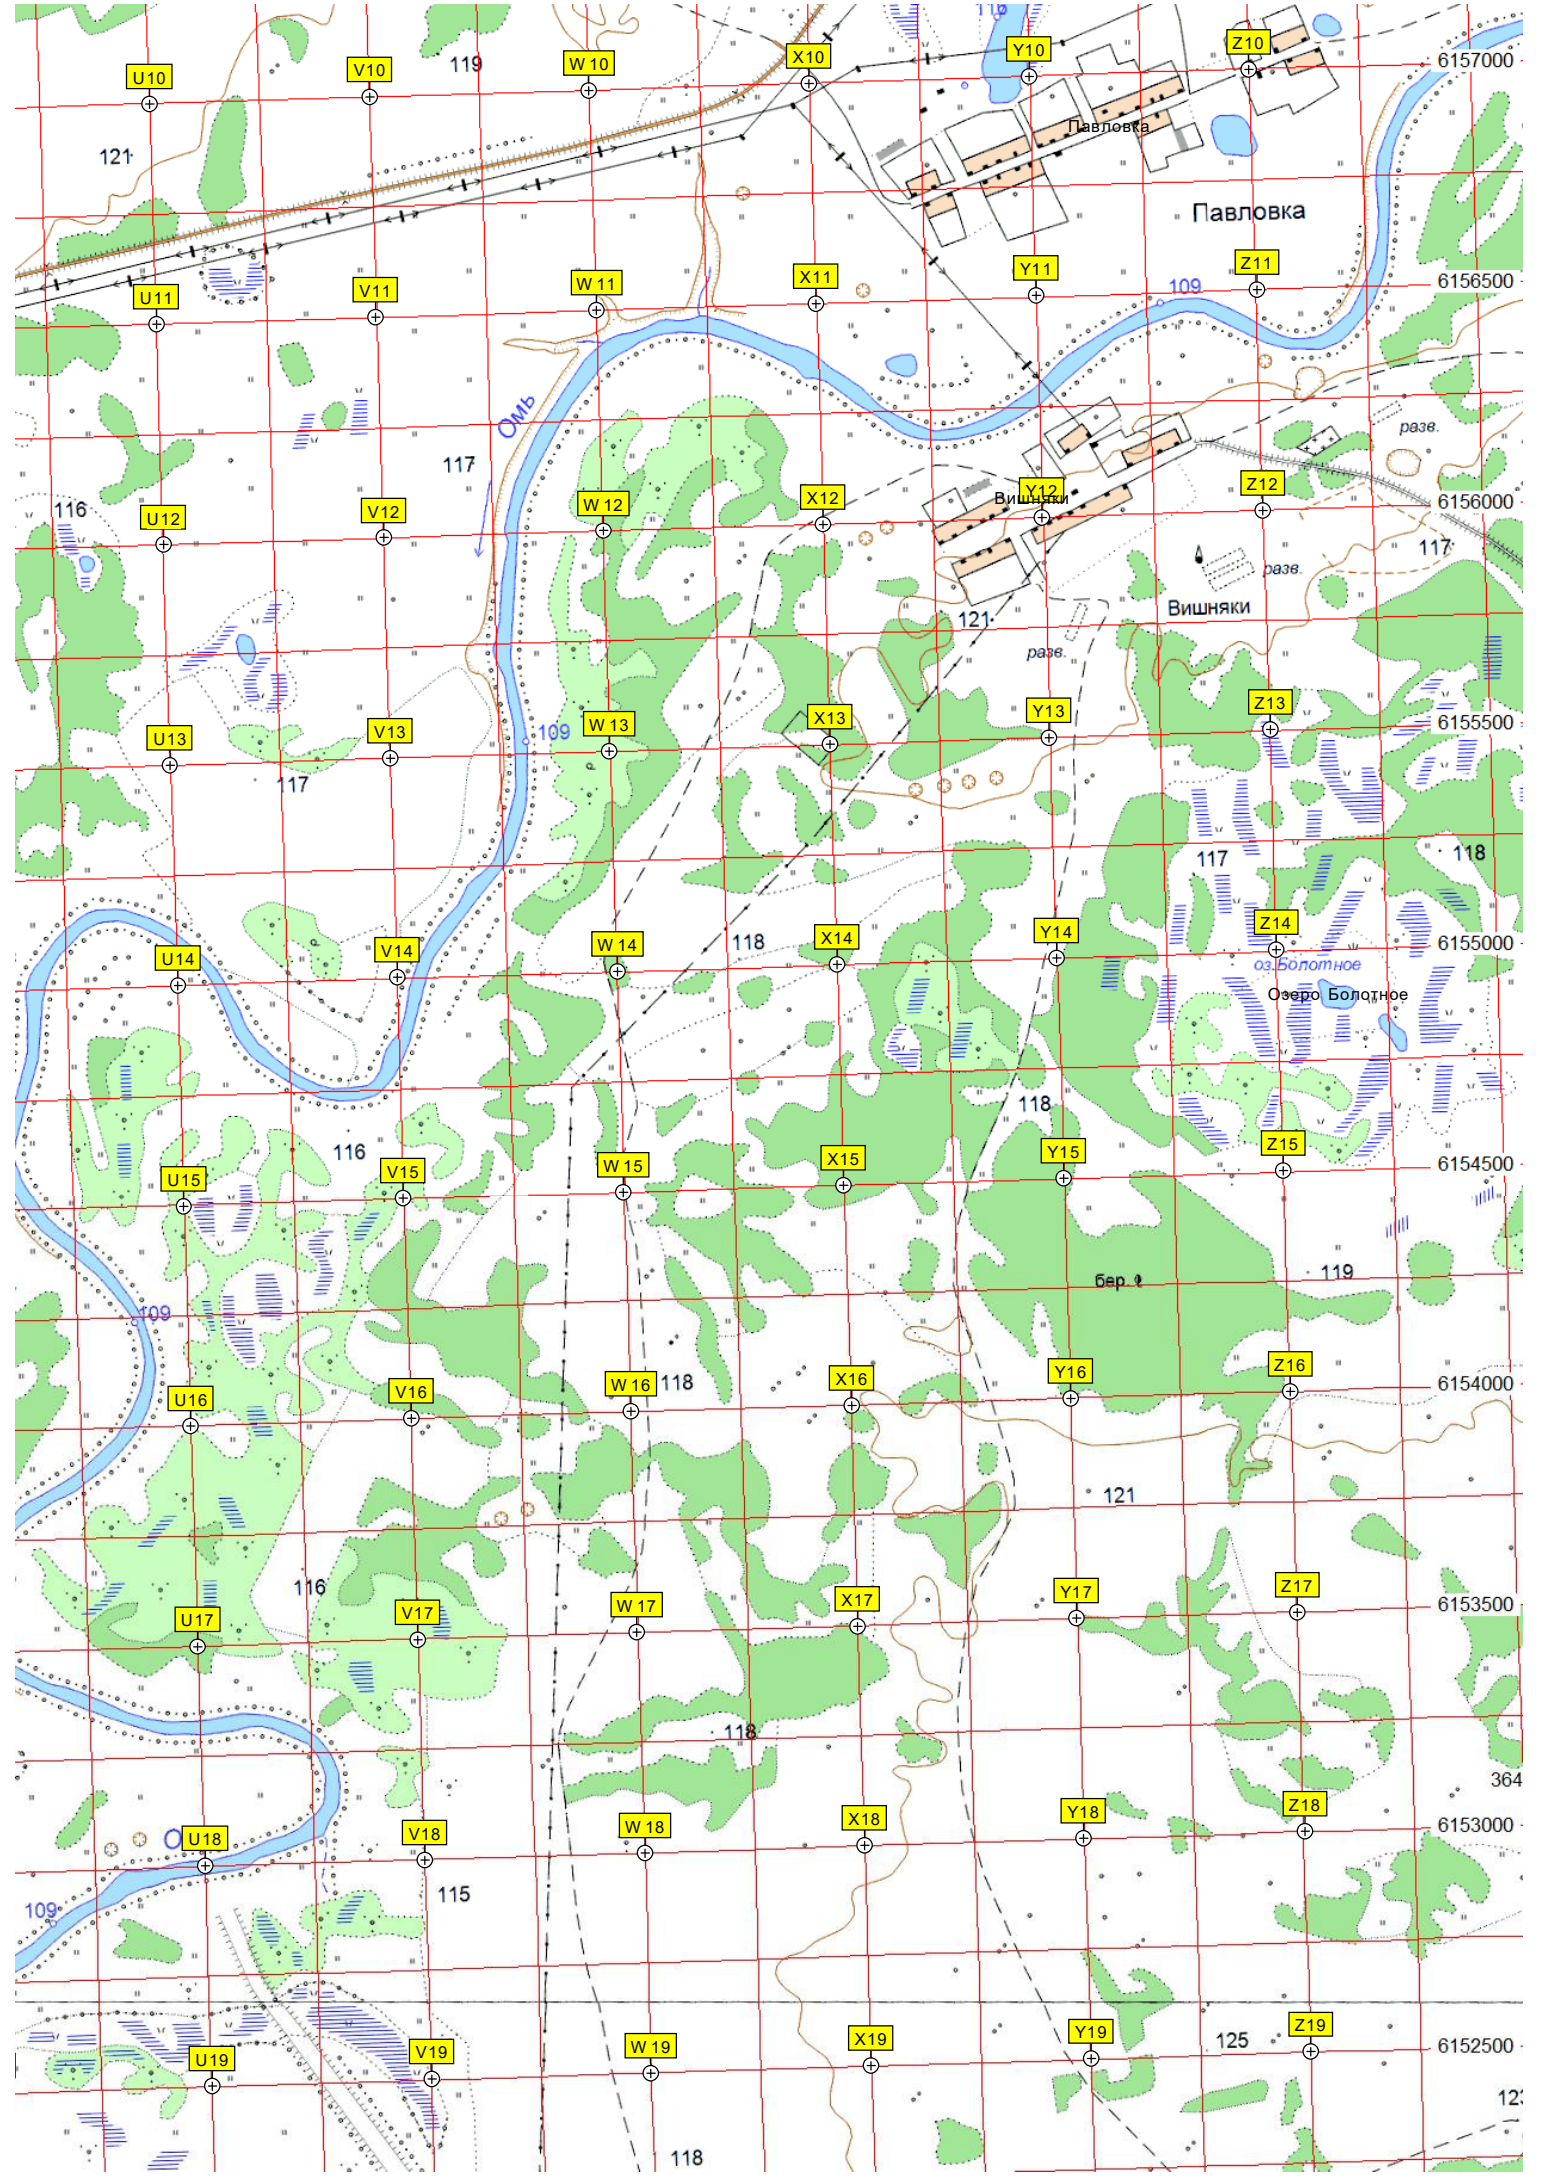 116
Z10
Y10
6157000
X10
W 10
V10
U10
119
Павловка
121
Павловка
Z11
Y11
6156500
X11
W 11
V11
U11
109
Омь
разв.
117
Z12
Y12
Вишняки
6156000
X12
W 12
V12
U12
116
117
разв.
Вишняки
121
разв.
Z13
Y13
6155500
X13
W 13
V13
U13
109
117
117
118
Z14
Y14
6155000
X14
W 14
V14
U14
118
оз.Болотное
Озеро Болотное
118
116
Z15
Y15
6154500
X15
W 15
V15
U15
бер.
119
109
Z16
Y16
6154000
X16
W 16
118
V16
U16
121
116
Z17
Y17
6153500
X17
W 17
V17
U17
118
364
Z18
Y18
6153000
X18
W 18
V18
О
U18
115
109
Z19
Y19
125
6152500
X19
W 19
V19
U19
123
118